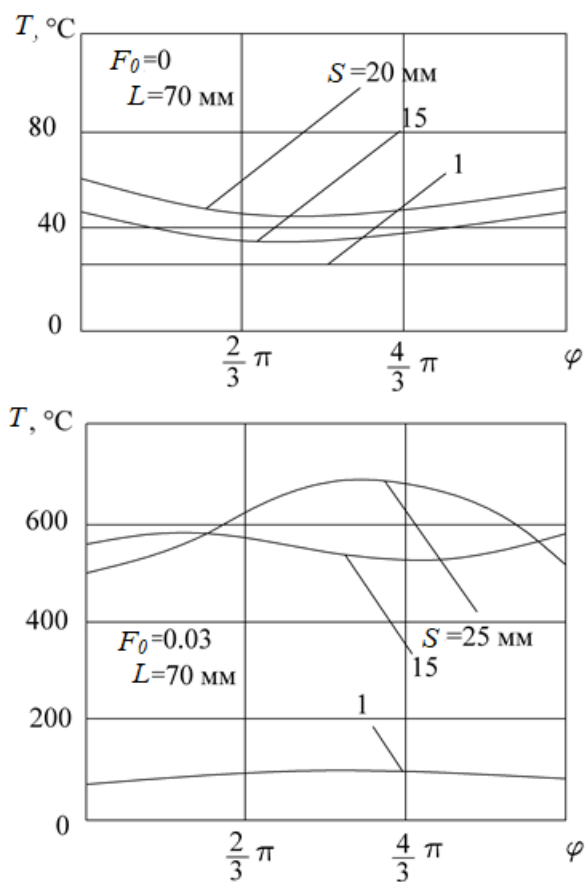 T, °C
F₀=0
L=70 мм
S=20 мм
15
1
80
40
0
2/3 π
4/3 π
φ
T, °C
600
400
200
0
F₀=0.03
L=70 мм
S=25 мм
15
1
2/3 π
4/3 π
φ